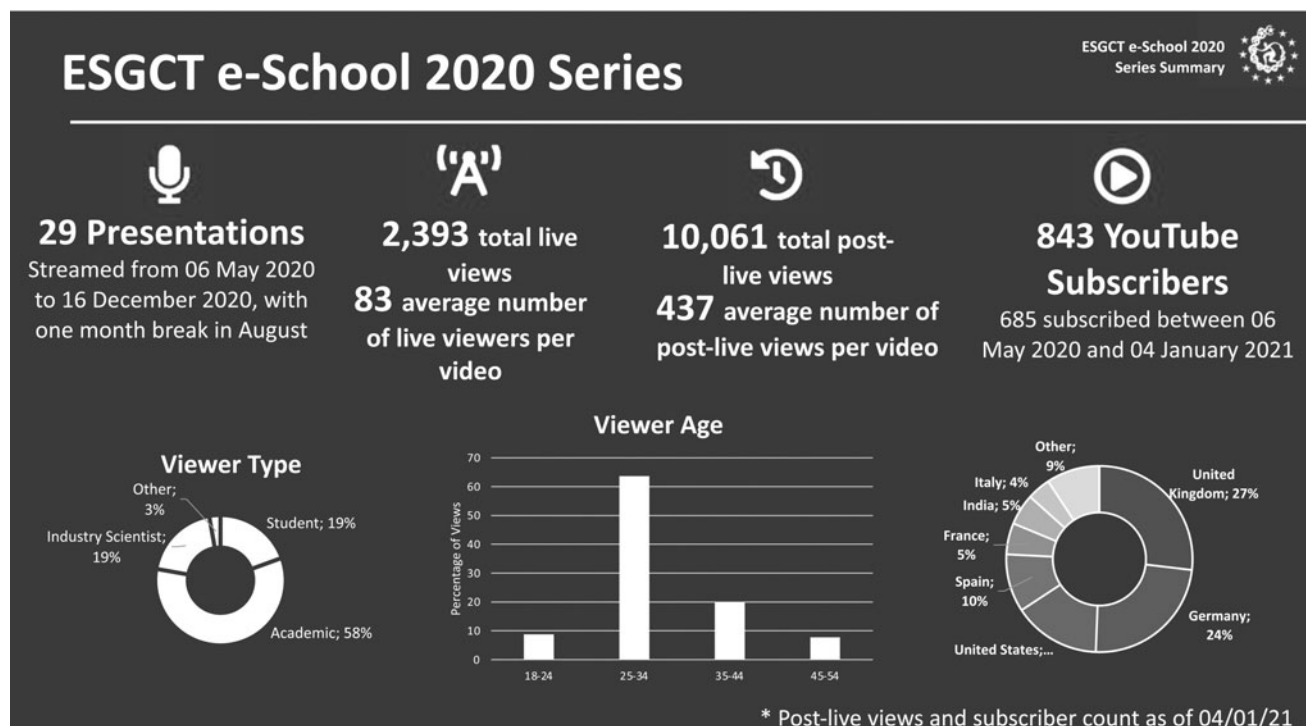 ESGCT e-School 2020 Series
ESGCT e-School 2020
Series Summary
29 Presentations
Streamed from 06 May 2020
to 16 December 2020, with
one month break in August
2,393 total live
views
83 average number
of live viewers per
video
10,061 total post-
live views
437 average number of
post-live views per video
843 YouTube
Subscribers
685 subscribed between 06
May 2020 and 04 January 2021
Viewer Type
Other;
3%
Student; 19%
Industry Scientist;
19%
Academic; 58%
Viewer Age
Percentage of Views
70
60
50
40
30
20
10
0
18-24
25-34
35-44
45-54
Other;
9%
United
Kingdom; 27%
Italy; 4%
India; 5%
France;
5%
Spain;
10%
Germany;
24%
United States;...
* Post-live views and subscriber count as of 04/01/21